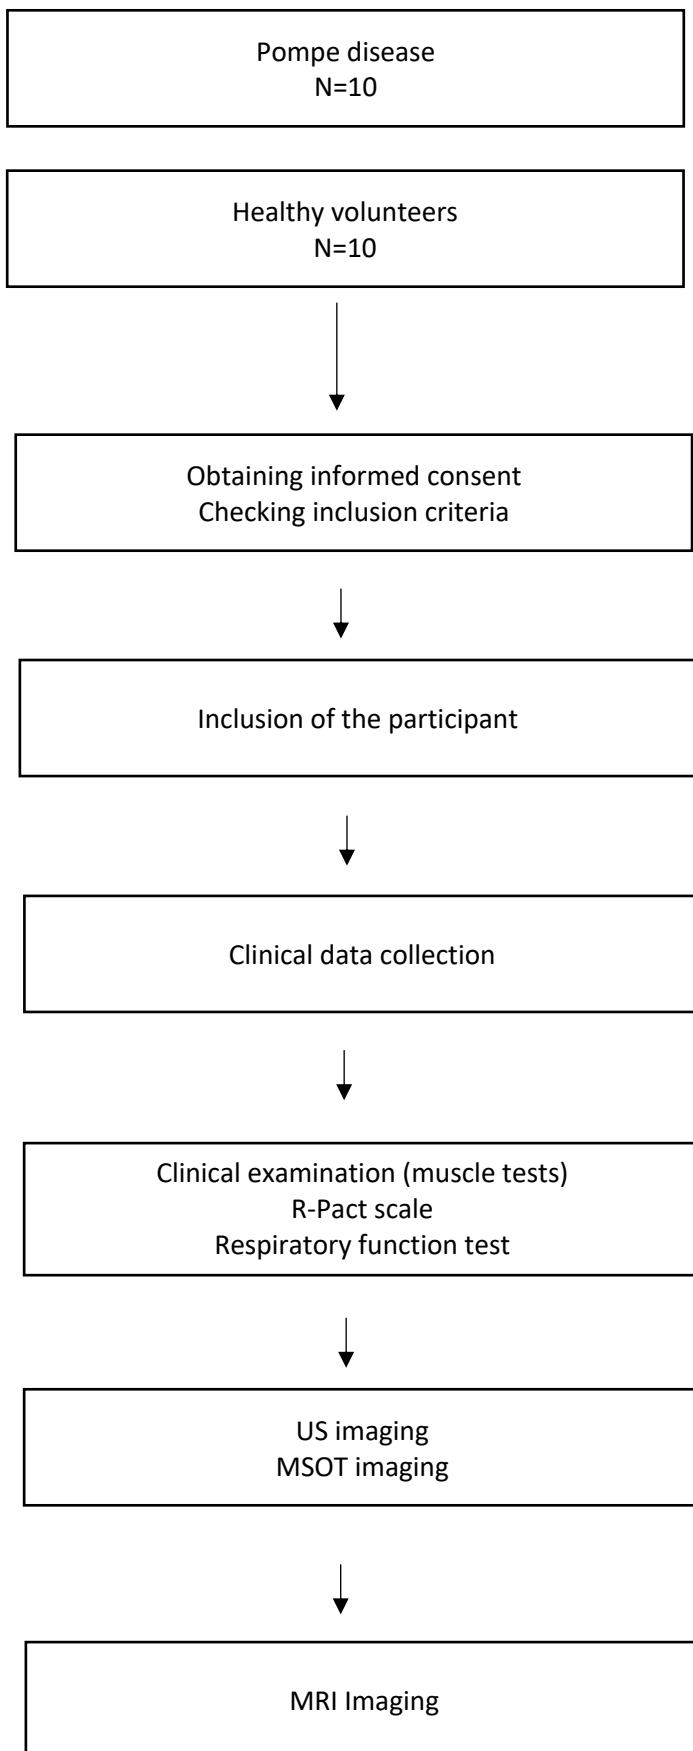 Pompe disease
N=10
Healthy volunteers
N=10
Obtaining informed consent
Checking inclusion criteria
Inclusion of the participant
Clinical data collection
Clinical examination (muscle tests)
R-Pact scale
Respiratory function test
US imaging
MSOT imaging
MRI Imaging